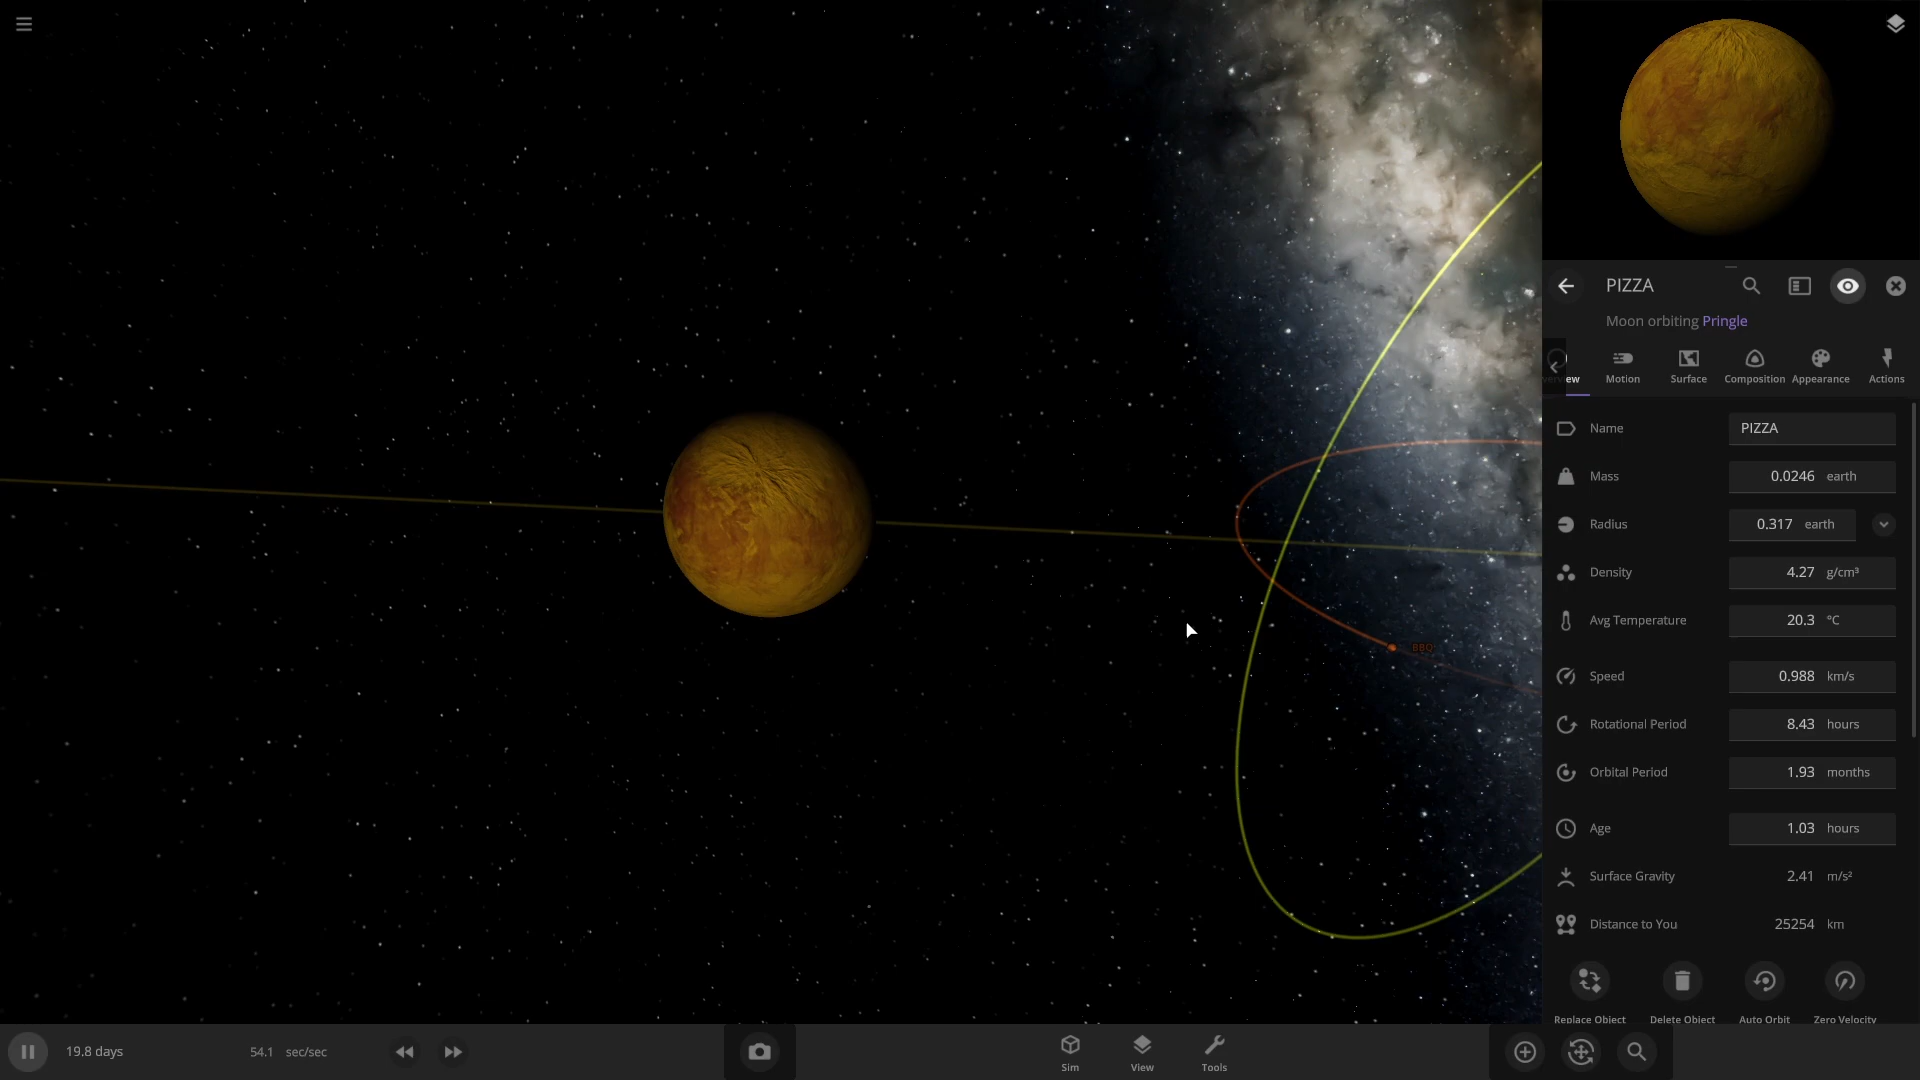 PIZZA
Moon orbiting Pringle
Motion
Surface
Composition
Appearance
Actions
Name PIZZA
Mass 0.0246 earth
Radius 0.317 earth
Density 4.27 g/cm³
Avg Temperature 20.3 °C
Speed 0.988 km/s
Rotational Period 8.43 hours
Orbital Period 1.93 months
Age 1.03 hours
Surface Gravity 2.41 m/s²
Distance to You 25254 km
Replace Object
Delete Object
Auto Orbit
Zero Velocity
BBQ
19.8 days
54.1 sec/sec
Sim
View
Tools